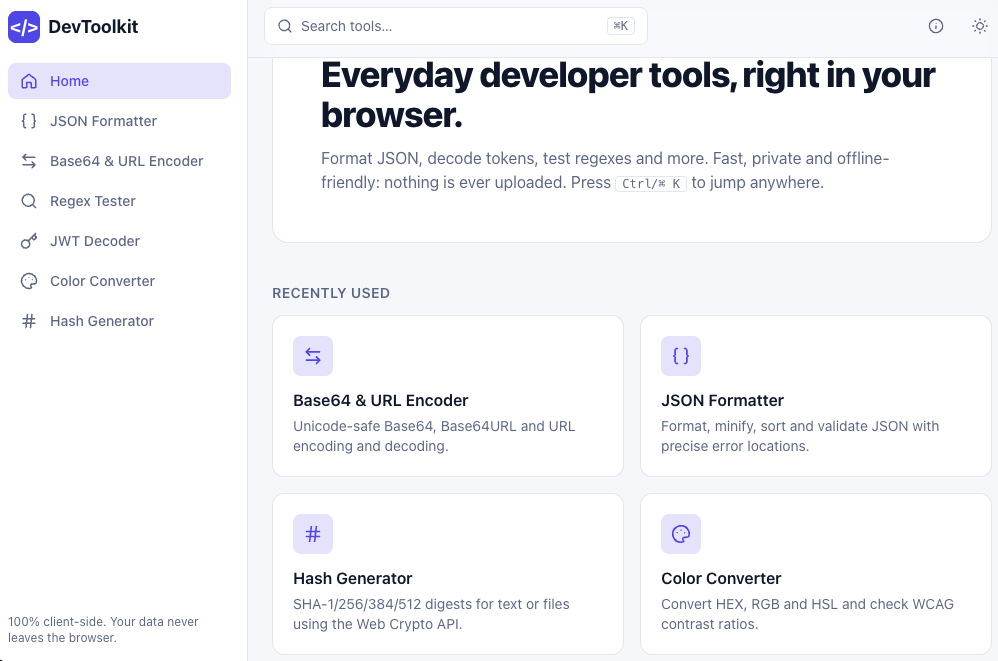 </> DevToolkit
Search tools...
⌘K
Home
JSON Formatter
Base64 & URL Encoder
Regex Tester
JWT Decoder
Color Converter
Hash Generator
100% client-side. Your data never
leaves the browser.
Everyday developer tools, right in your
browser.
Format JSON, decode tokens, test regexes and more. Fast, private and offline-
friendly: nothing is ever uploaded. Press Ctrl/⌘ K to jump anywhere.
RECENTLY USED
Base64 & URL Encoder
Unicode-safe Base64, Base64URL and URL
encoding and decoding.
JSON Formatter
Format, minify, sort and validate JSON with
precise error locations.
Hash Generator
SHA-1/256/384/512 digests for text or files
using the Web Crypto API.
Color Converter
Convert HEX, RGB and HSL and check WCAG
contrast ratios.